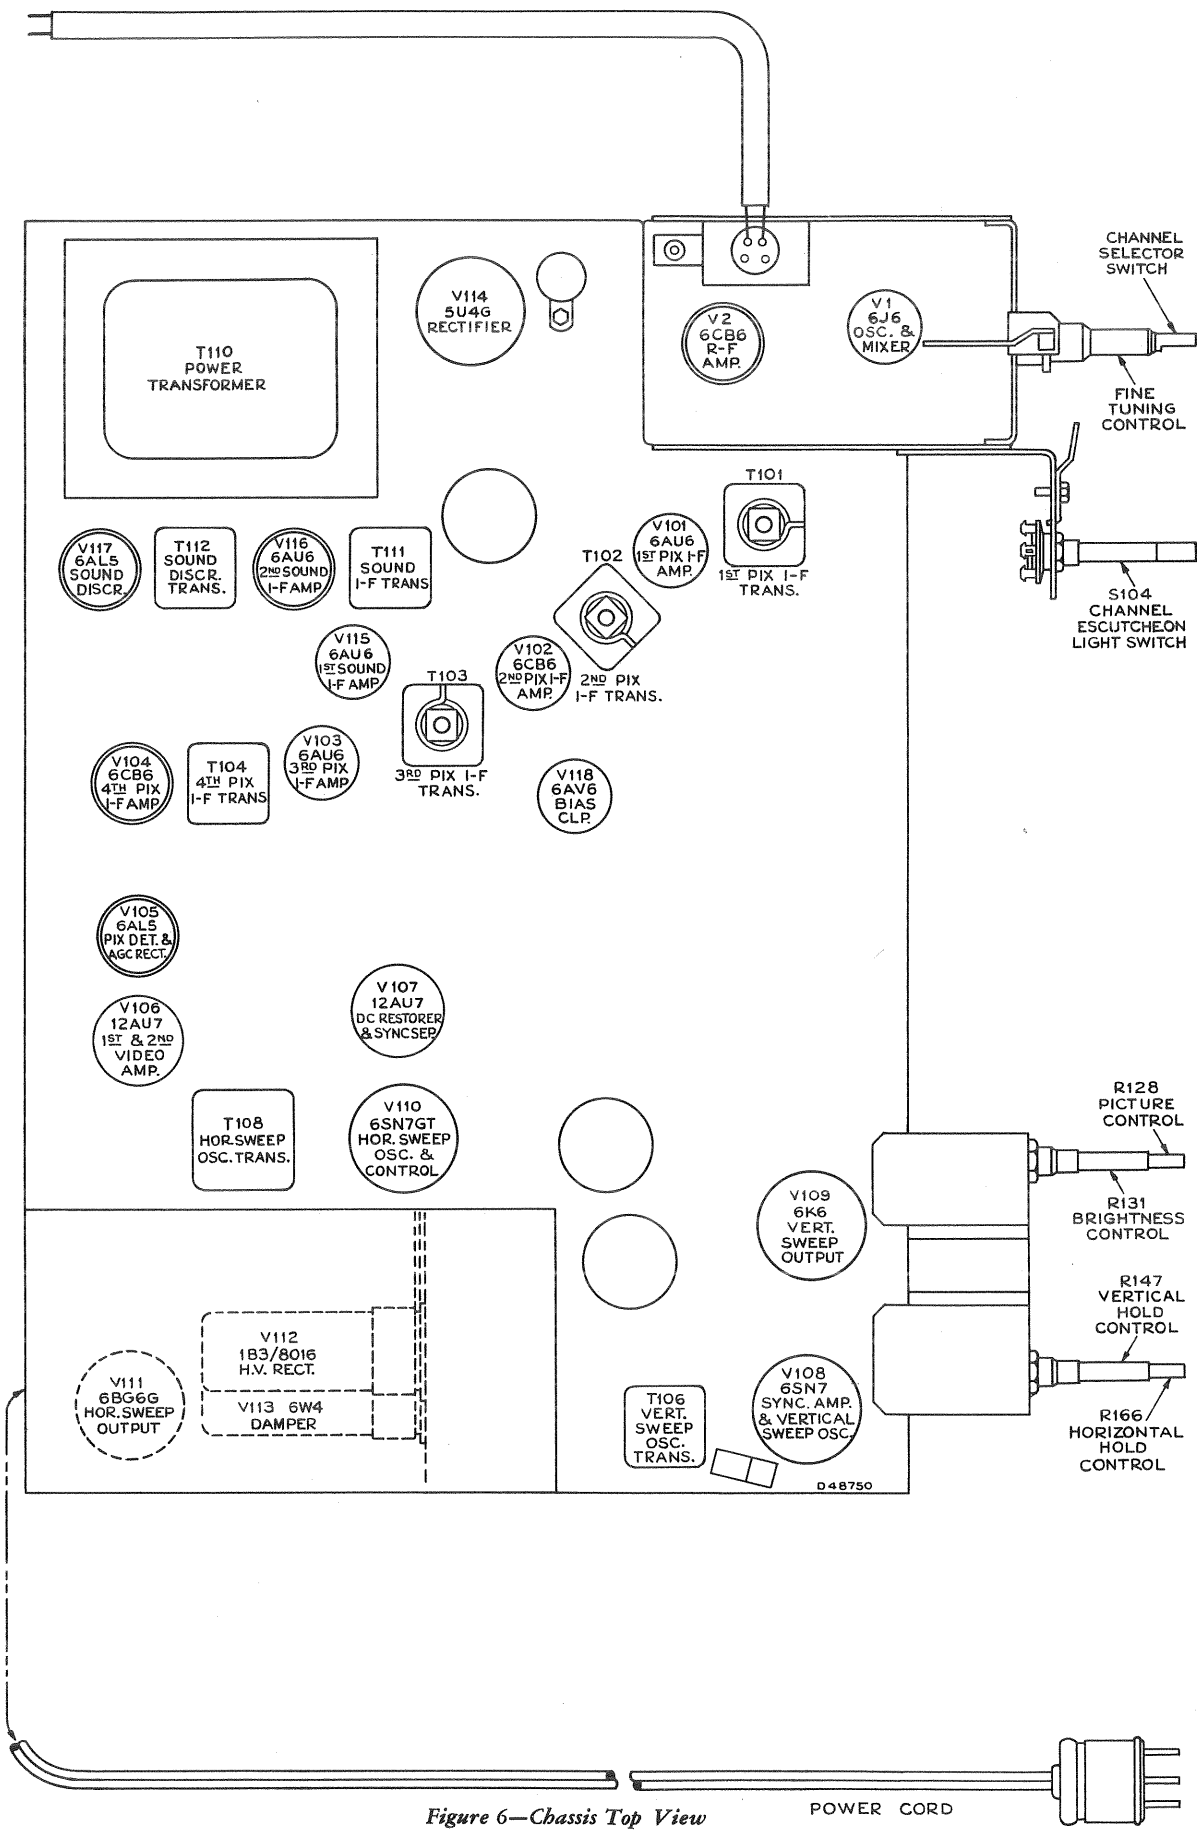 CHANNEL
SELECTOR
SWITCH
V114
5U4G
RECTIFIER
V1
6J6
OSC. &
MIXER
V2
6CB6
R-F
AMP.
T110
POWER
TRANSFORMER
FINE
TUNING
CONTROL
T101
V101
6AU6
1ST PIX I-F
AMP.
1ST PIX I-F
TRANS.
V117
6AL5
SOUND
DISCR.
T112
SOUND
DISCR.
TRANS.
V116
6AU6
2ND SOUND
I-F AMP.
T111
SOUND
I-F TRANS
T102
S104
CHANNEL
ESCUTCHEON
LIGHT SWITCH
V115
6AU6
1ST SOUND
I-F AMP.
V102
6CB6
2ND PIX I-F
AMP.
2ND PIX
I-F TRANS.
T103
3RD PIX I-F
TRANS.
V104
6CB6
4TH PIX
I-F AMP
T104
4TH PIX
I-F TRANS
V103
6AU6
3RD PIX
I-F AMP
V118
6AV6
BIAS
CLP.
V105
6AL5
PIX DET. &
AGC RECT.
V106
12AU7
1ST & 2ND
VIDEO
AMP.
V107
12AU7
DC RESTORER
& SYNC SEP.
T108
HOR. SWEEP
OSC. TRANS.
V110
6SN7GT
HOR. SWEEP
OSC. &
CONTROL
R128
PICTURE
CONTROL
R131
BRIGHTNESS
CONTROL
V109
6K6
VERT.
SWEEP
OUTPUT
R147
VERTICAL
HOLD
CONTROL
V112
1B3/8016
H.V. RECT.
V111
6BG6G
HOR. SWEEP
OUTPUT
V113 6W4
DAMPER
T106
VERT.
SWEEP
OSC.
TRANS.
V108
6SN7
SYNC. AMP.
& VERTICAL
SWEEP OSC.
R166
HORIZONTAL
HOLD
CONTROL
D48750
POWER CORD
Figure 6—Chassis Top View